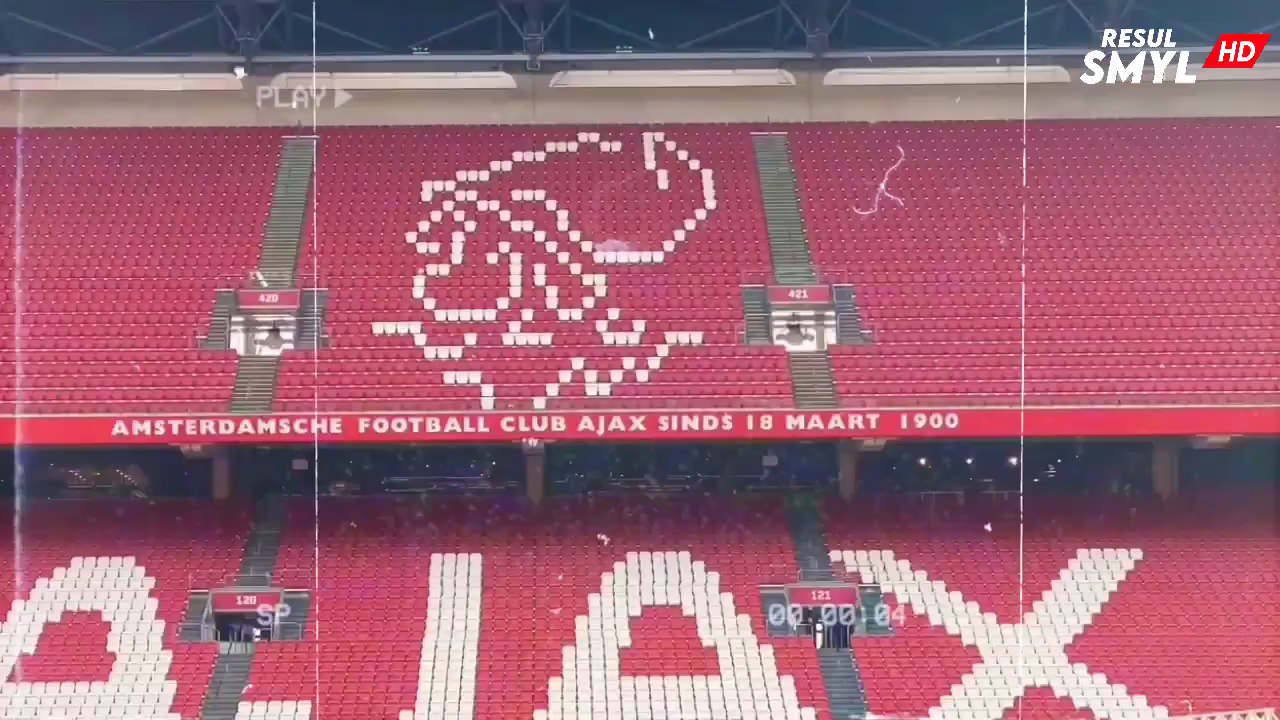 RESUL
SMYL HD
PLAY
420
421
AMSTERDAMSCHE FOOTBALL CLUB AJAX SINDS 18 MAART 1900
120
121
SP
00:00:04
AJAX